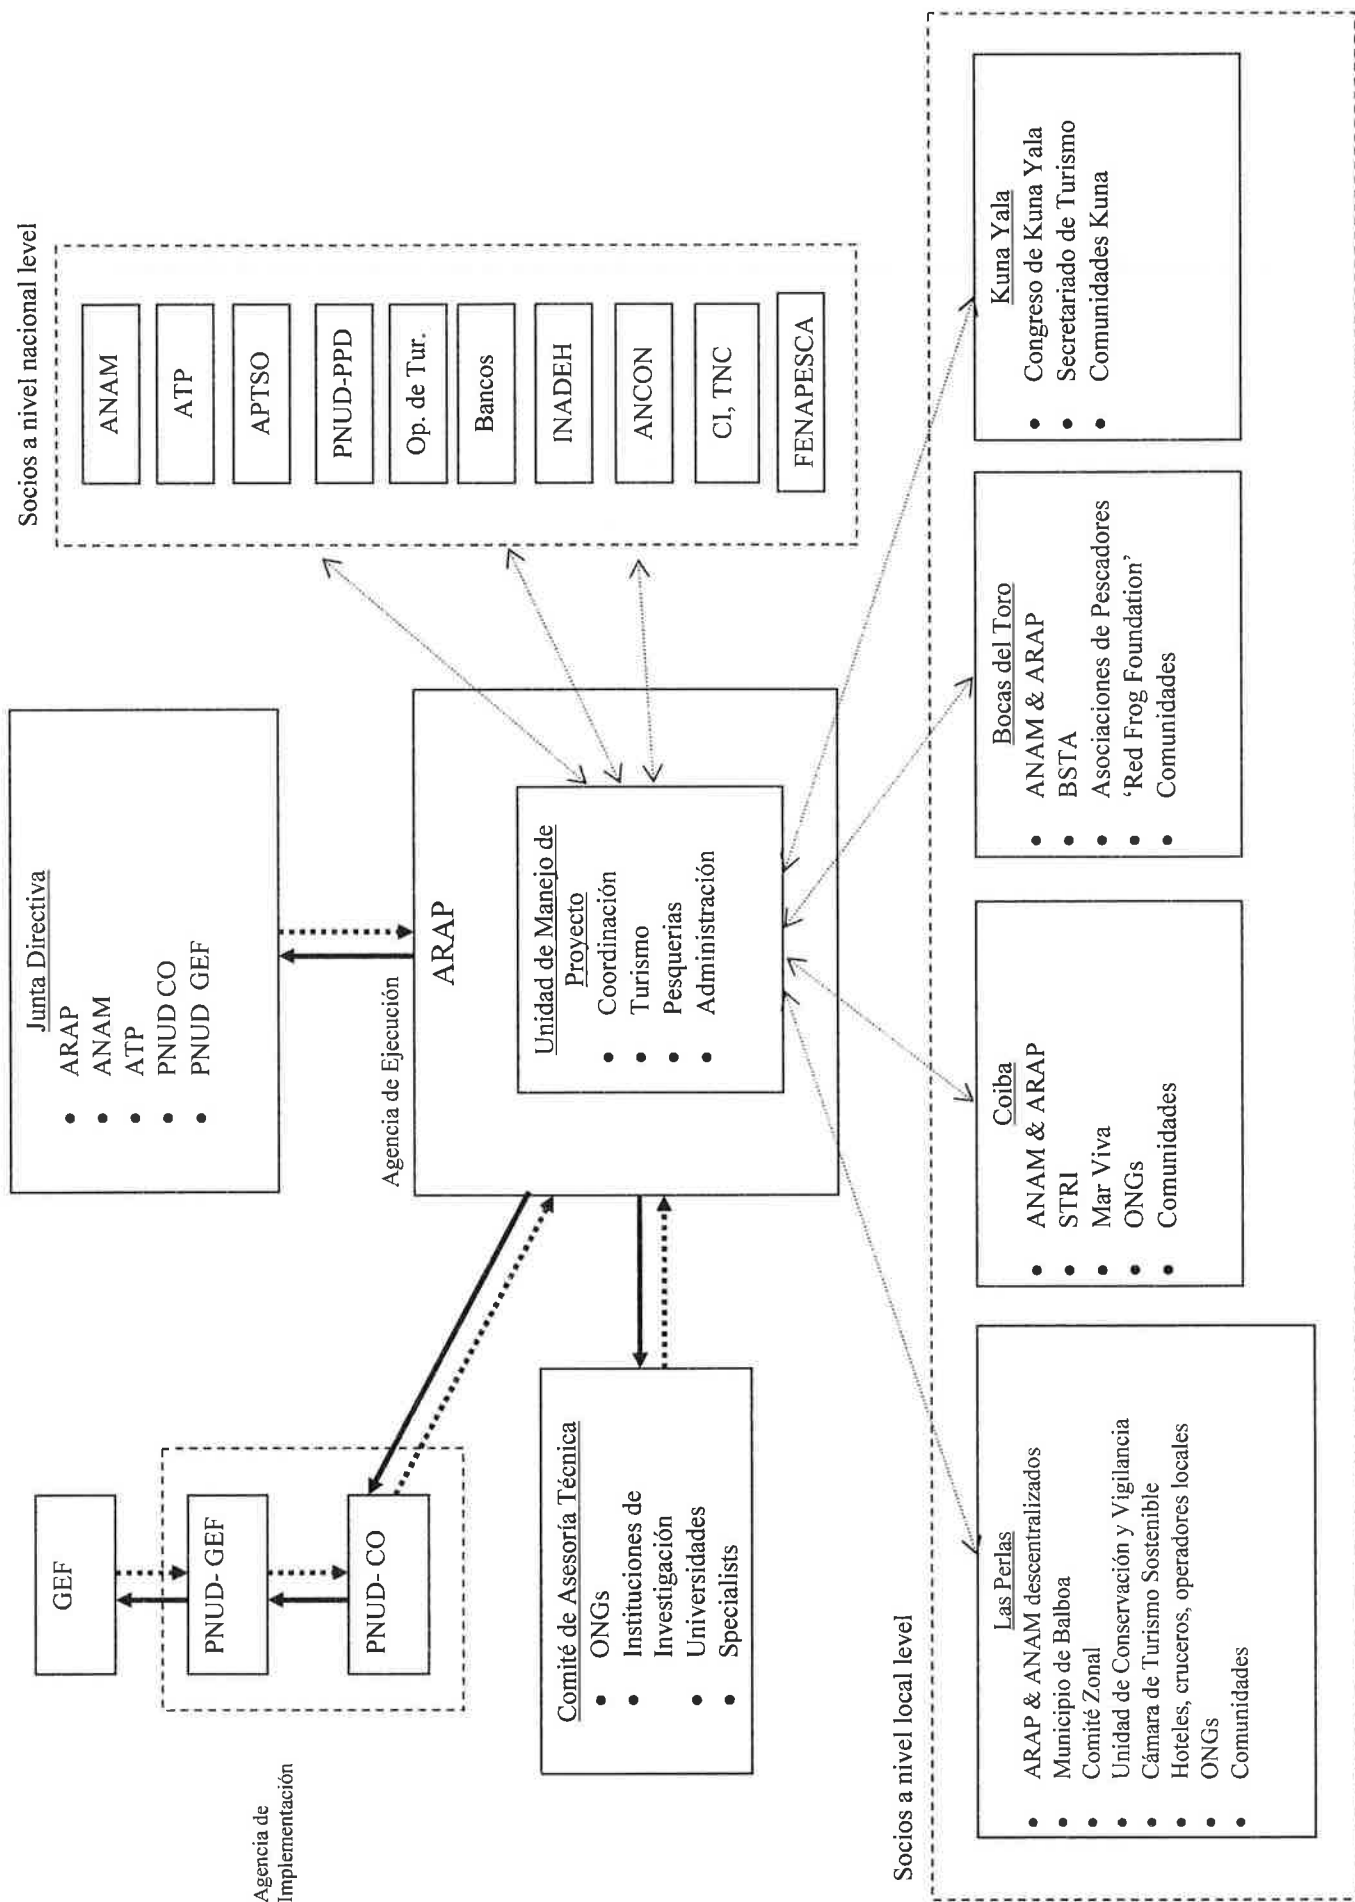 GEF
PNUD- GEF
PNUD- CO
Agencia de
Implementación
Junta Directiva
• ARAP
• ANAM
• ATP
• PNUD CO
• PNUD GEF
Socios a nivel nacional level
ANAM
ATP
APTSO
PNUD-PPD
Op. de Tur.
Bancos
INADEH
ANCON
CI, TNC
FENAPESCA
Agencia de Ejecución
ARAP
Unidad de Manejo de
Proyecto
• Coordinación
• Turismo
• Pesquerias
• Administración
Comité de Asesoría Técnica
• ONGs
• Instituciones de
Investigación
• Universidades
• Specialists
Socios a nivel local level
Las Perlas
• ARAP & ANAM descentralizados
• Municipio de Balboa
• Comité Zonal
• Unidad de Conservación y Vigilancia
• Cámara de Turismo Sostenible
• Hoteles, cruceros, operadores locales
• ONGs
• Comunidades
Coiba
• ANAM & ARAP
• STRI
• Mar Viva
• ONGs
• Comunidades
Bocas del Toro
• ANAM & ARAP
• BSTA
• Asociaciones de Pescadores
• ‘Red Frog Foundation’
• Comunidades
Kuna Yala
• Congreso de Kuna Yala
• Secretariado de Turismo
• Comunidades Kuna